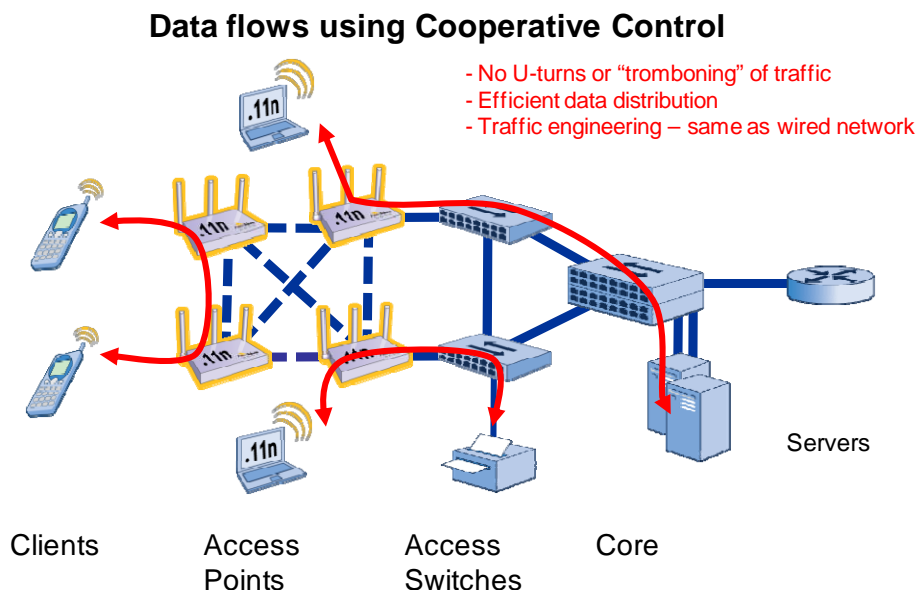 Data flows using Cooperative Control
- No U-turns or “tromboning” of traffic
- Efficient data distribution
- Traffic engineering – same as wired network
.11n
.11n
.11n
.11n
.11n
.11n
Servers
Clients
Access
Points
Access
Switches
Core